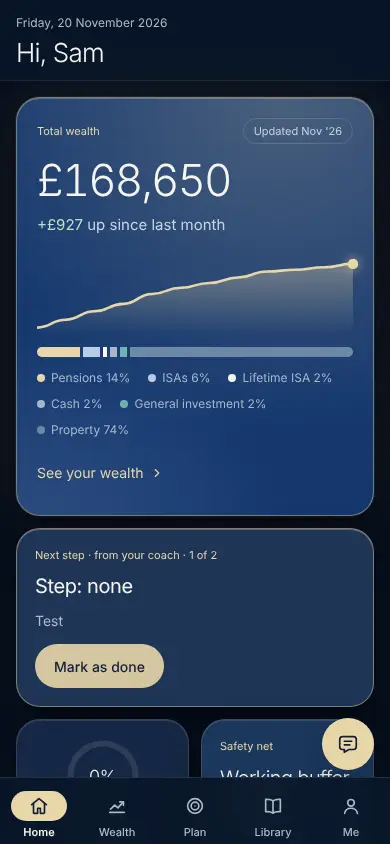 Friday, 20 November 2026
Hi, Sam
Total wealth
Updated Nov '26
£168,650
+£927 up since last month
Pensions 14%
ISAs 6%
Lifetime ISA 2%
Cash 2%
General investment 2%
Property 74%
See your wealth
Next step · from your coach · 1 of 2
Step: none
Test
Mark as done
0%
Safety net
Working buffer
Home
Wealth
Plan
Library
Me